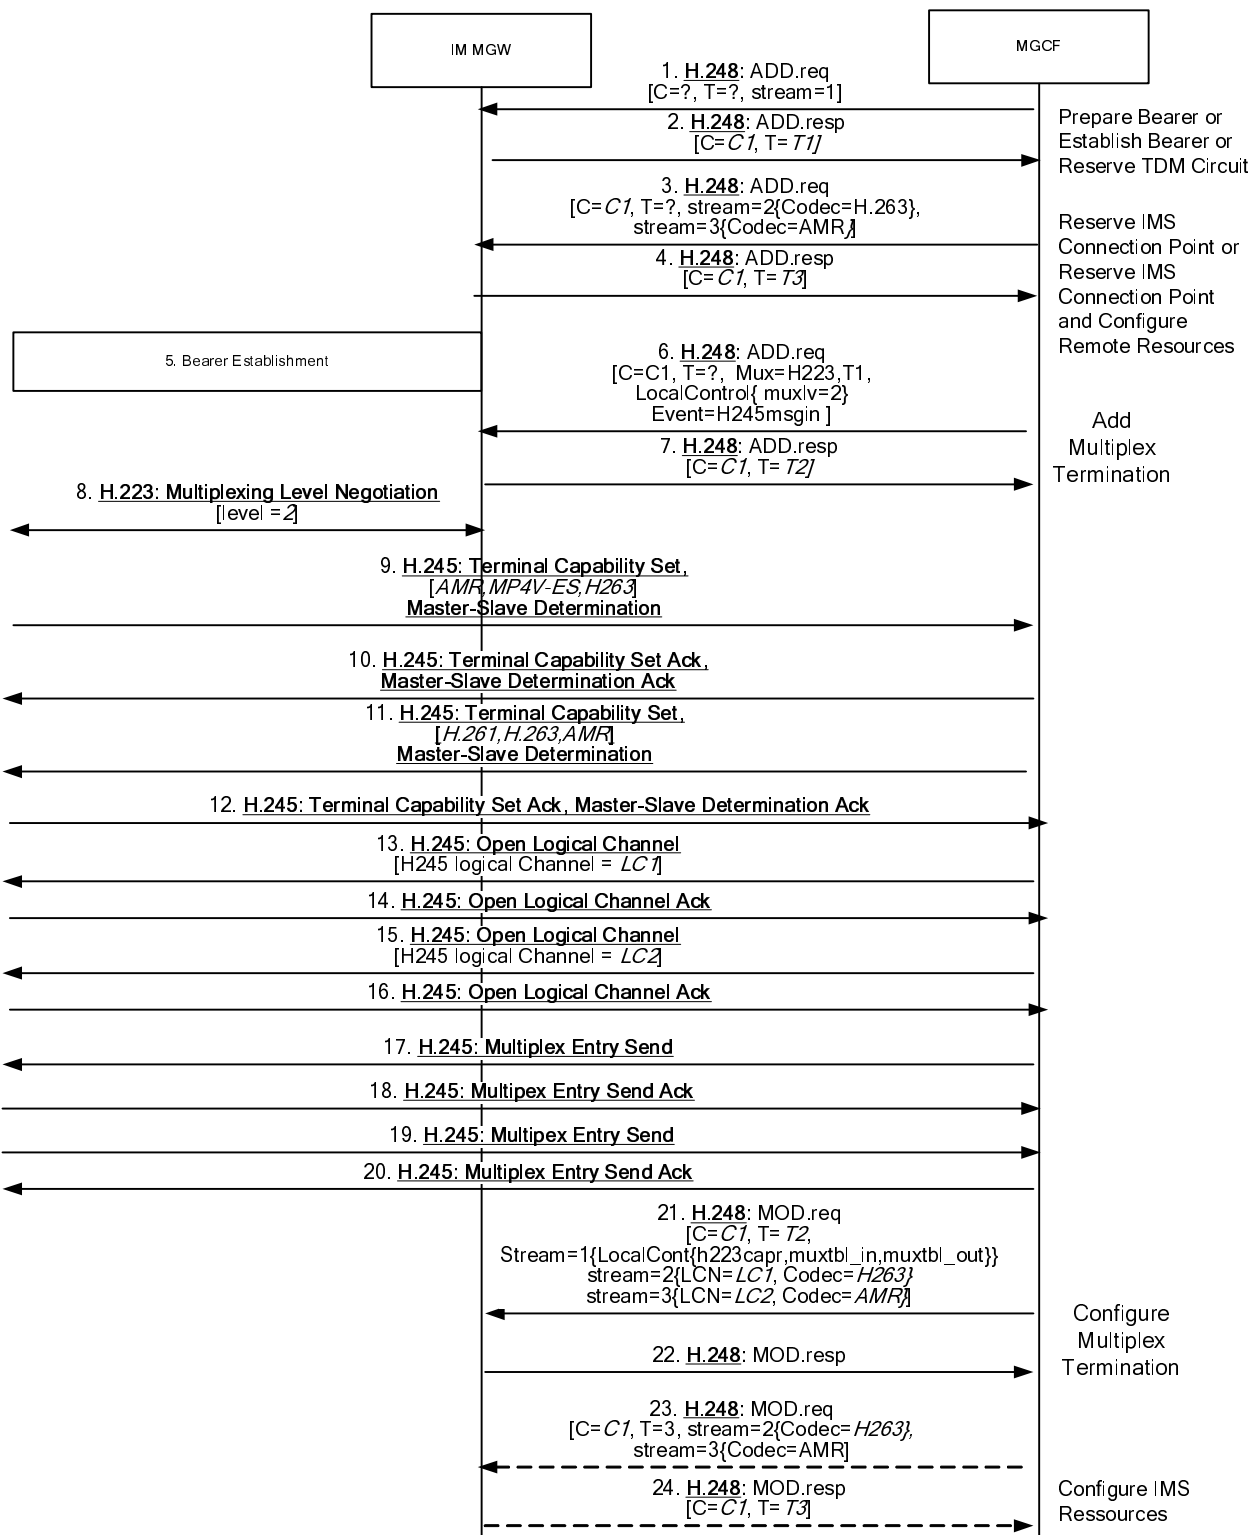 IM MGW
MGCF
1. H.248: ADD.req
[C=?, T=?, stream=1]
2. H.248: ADD.resp
[C=C1, T=T1]
Prepare Bearer or
Establish Bearer or
Reserve TDM Circuit
3. H.248: ADD.req
[C=C1, T=?, stream=2{Codec=H.263},
stream=3{Codec=AMR}]
4. H.248: ADD.resp
[C=C1, T=T3]
Reserve IMS
Connection Point or
Reserve IMS
Connection Point
and Configure
Remote Resources
5. Bearer Establishment
6. H.248: ADD.req
[C=C1, T=?, Mux=H223,T1,
LocalControl{ muxlv=2}
Event=H245msgin ]
7. H.248: ADD.resp
[C=C1, T=T2]
Add
Multiplex
Termination
8. H.223: Multiplexing Level Negotiation
[level =2]
9. H.245: Terminal Capability Set,
[AMR,MP4V-ES,H263]
Master-Slave Determination
10. H.245: Terminal Capability Set Ack,
Master-Slave Determination Ack
11. H.245: Terminal Capability Set,
[H.261,H.263,AMR]
Master-Slave Determination
12. H.245: Terminal Capability Set Ack, Master-Slave Determination Ack
13. H.245: Open Logical Channel
[H245 logical Channel = LC1]
14. H.245: Open Logical Channel Ack
15. H.245: Open Logical Channel
[H245 logical Channel = LC2]
16. H.245: Open Logical Channel Ack
17. H.245: Multiplex Entry Send
18. H.245: Multipex Entry Send Ack
19. H.245: Multipex Entry Send
20. H.245: Multiplex Entry Send Ack
21. H.248: MOD.req
[C=C1, T=T2,
Stream=1{LocalCont{h223capr,muxtbl_in,muxtbl_out}}
stream=2{LCN=LC1, Codec=H263}
stream=3{LCN=LC2, Codec=AMR}]
22. H.248: MOD.resp
Configure
Multiplex
Termination
23. H.248: MOD.req
[C=C1, T=3, stream=2{Codec=H263},
stream=3{Codec=AMR]
24. H.248: MOD.resp
[C=C1, T=T3]
Configure IMS
Ressources